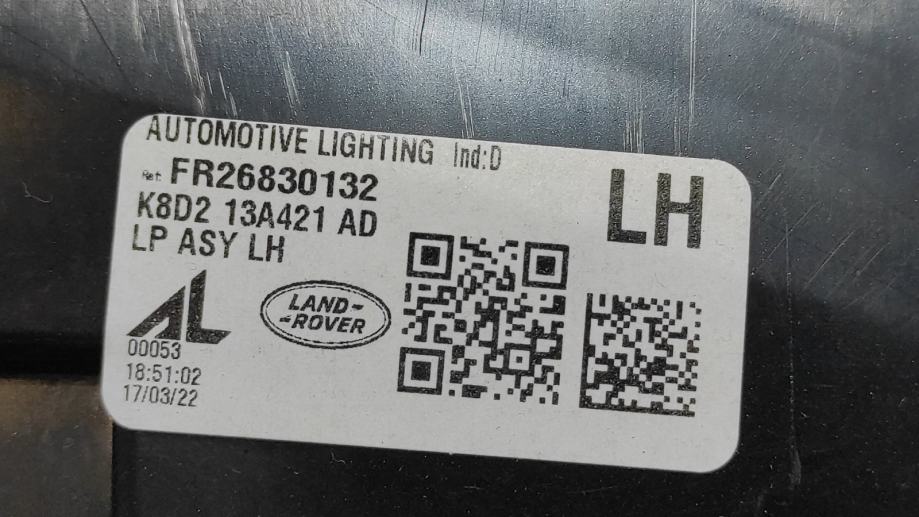 AUTOMOTIVE LIGHTING Ind:D
Ref: FR26830132
K8D2 13A421 AD
LP ASY LH
LH
AL
LAND-
-ROVER
00053
18:51:02
17/03/22